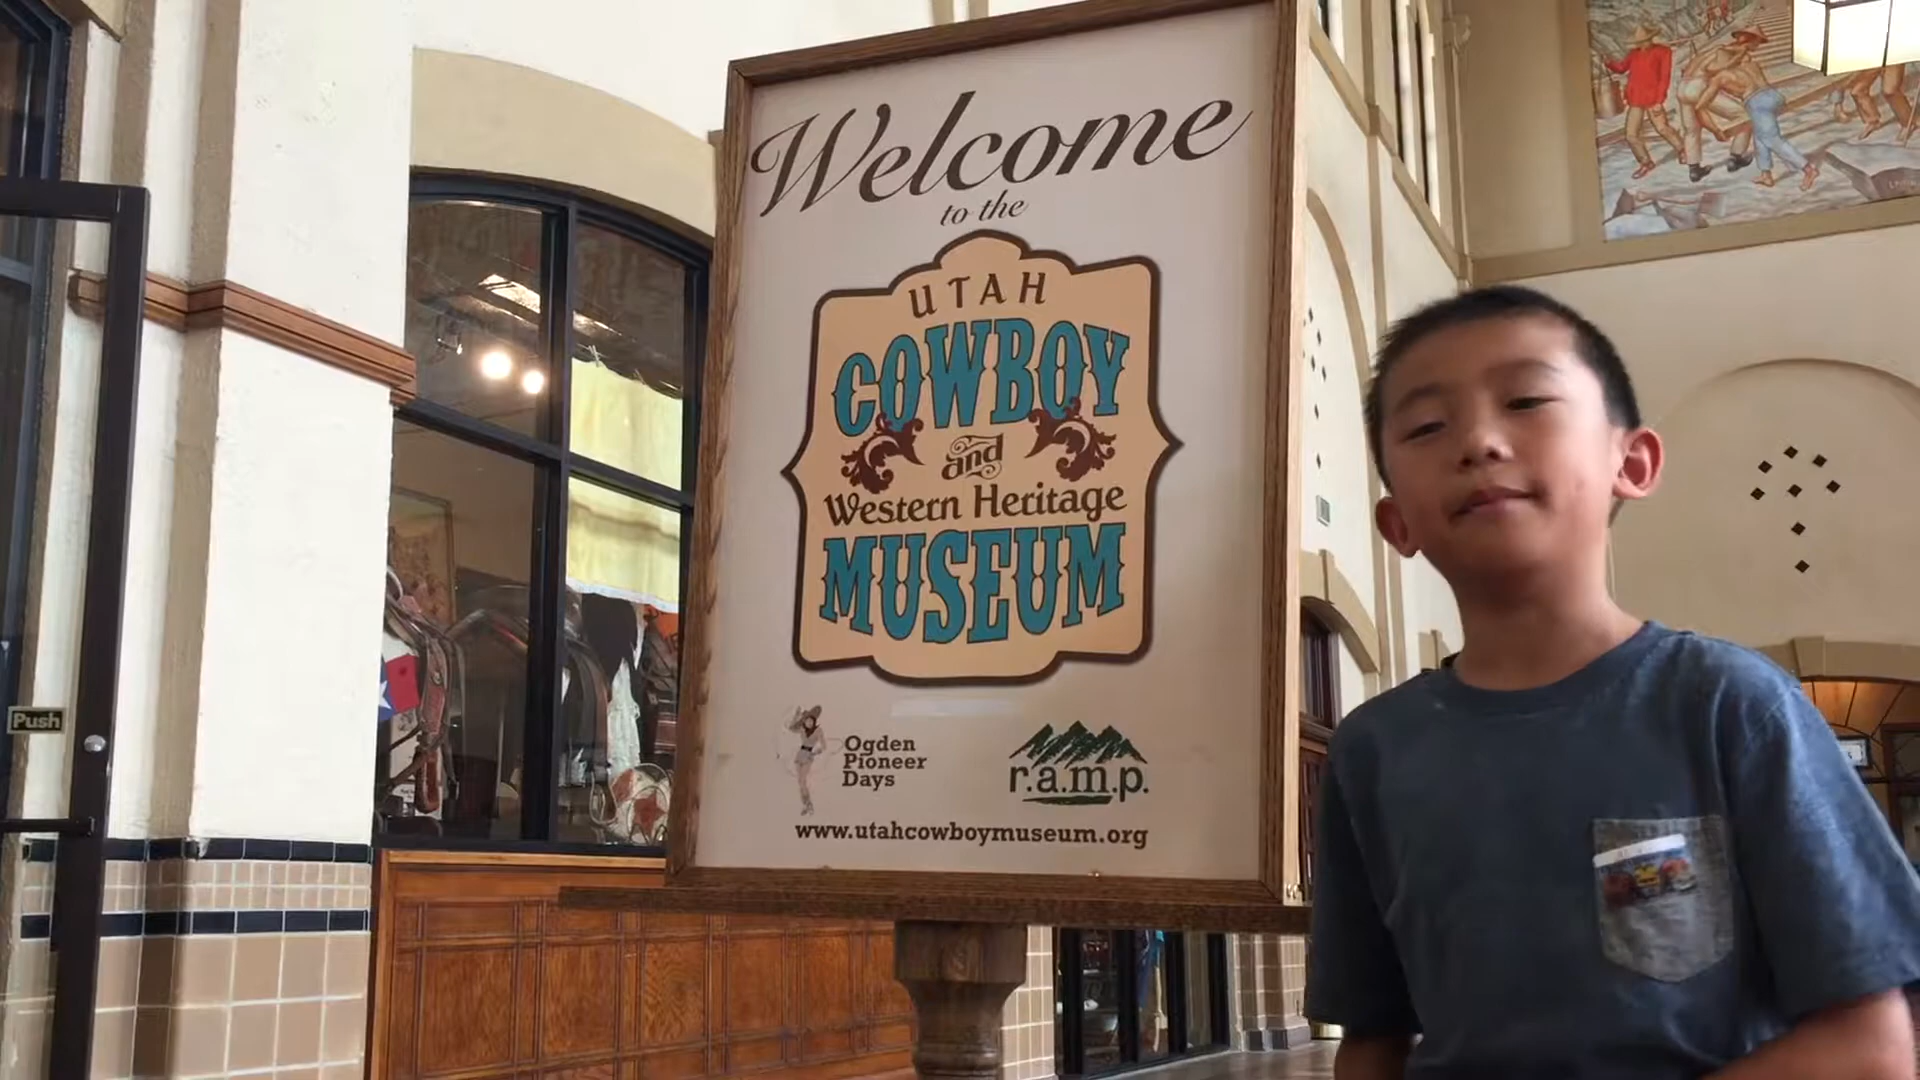 Welcome
to the
UTAH
COWBOY
and
Western Heritage
MUSEUM
Ogden
Pioneer
Days
r.a.m.p.
www.utahcowboymuseum.org
Push